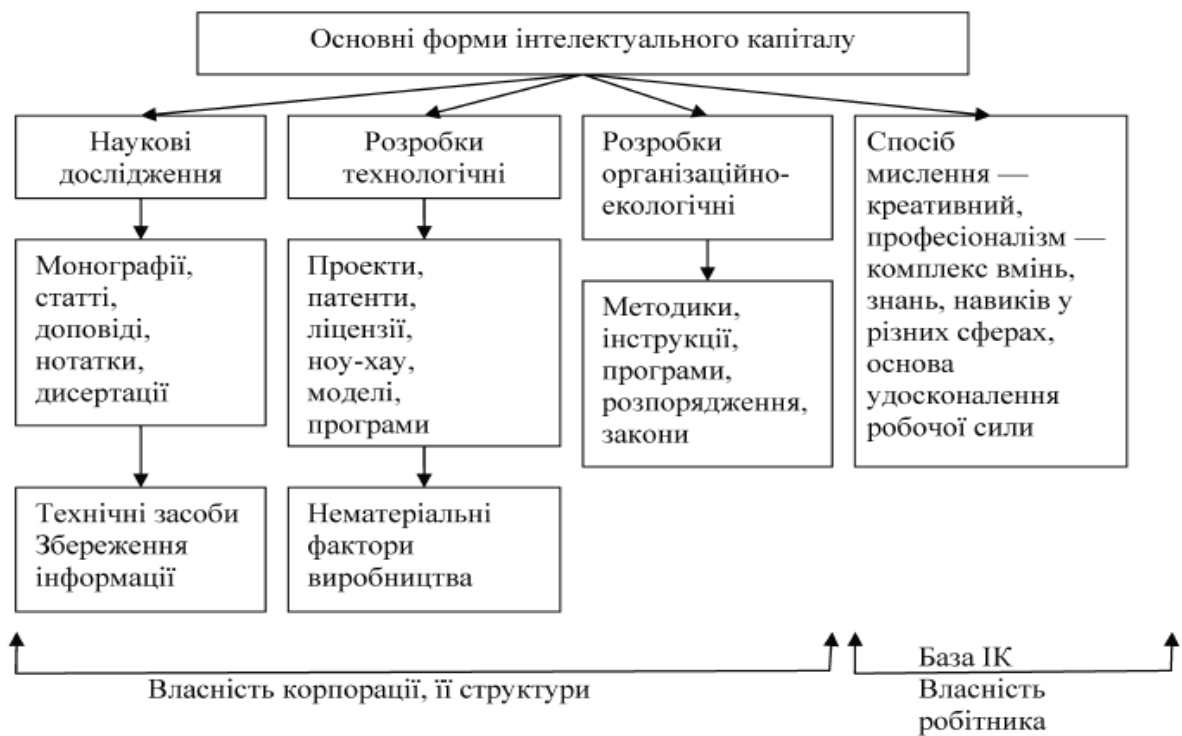 Основні форми інтелектуального капіталу
Наукові
дослідження
Розробки
технологічні
Розробки
організаційно-
екологічні
Спосіб
мислення —
креативний,
професіоналізм —
комплекс вмінь,
знань, навиків у
різних сферах,
основа
удосконалення
робочої сили
Монографії,
статті,
доповіді,
нотатки,
дисертації
Проекти,
патенти,
ліцензії,
ноу-хау,
моделі,
програми
Методики,
інструкції,
програми,
розпорядження,
закони
Технічні засоби
Збереження
інформації
Нематеріальні
фактори
виробництва
Власність корпорації, її структури
База ІК
Власність
робітника